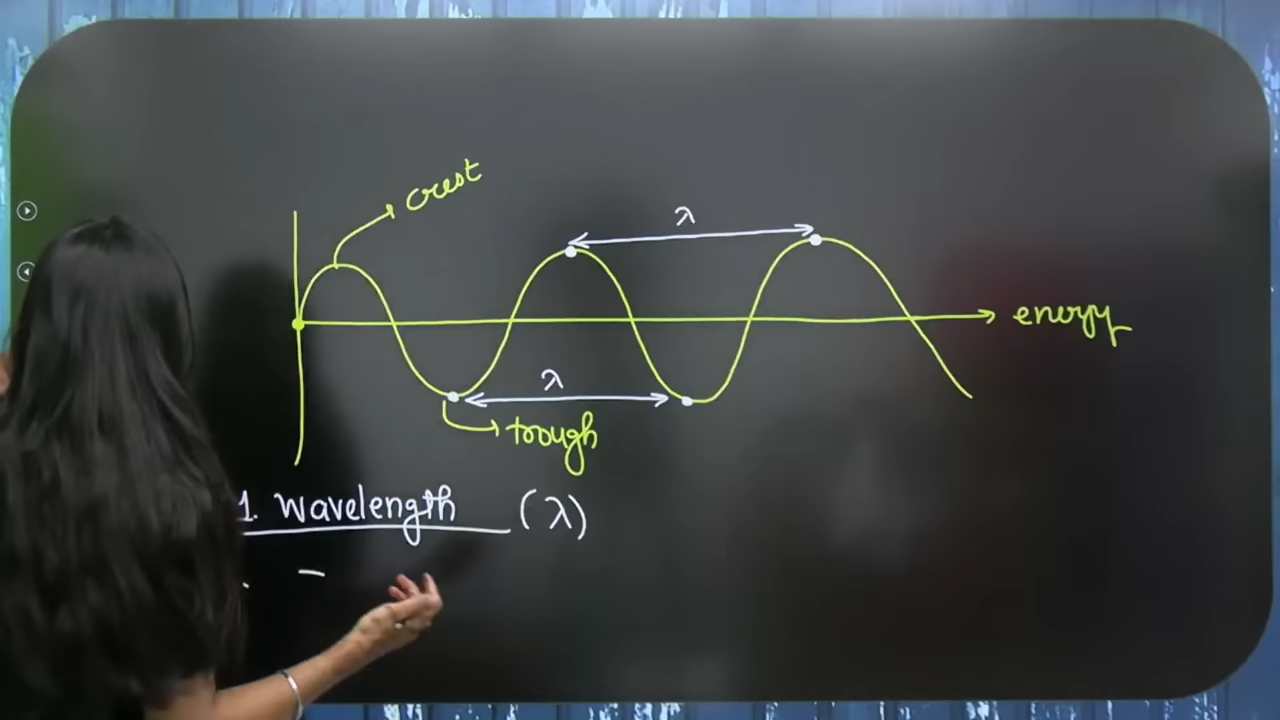 crest
λ
energy
λ
trough
1. Wavelength (λ)